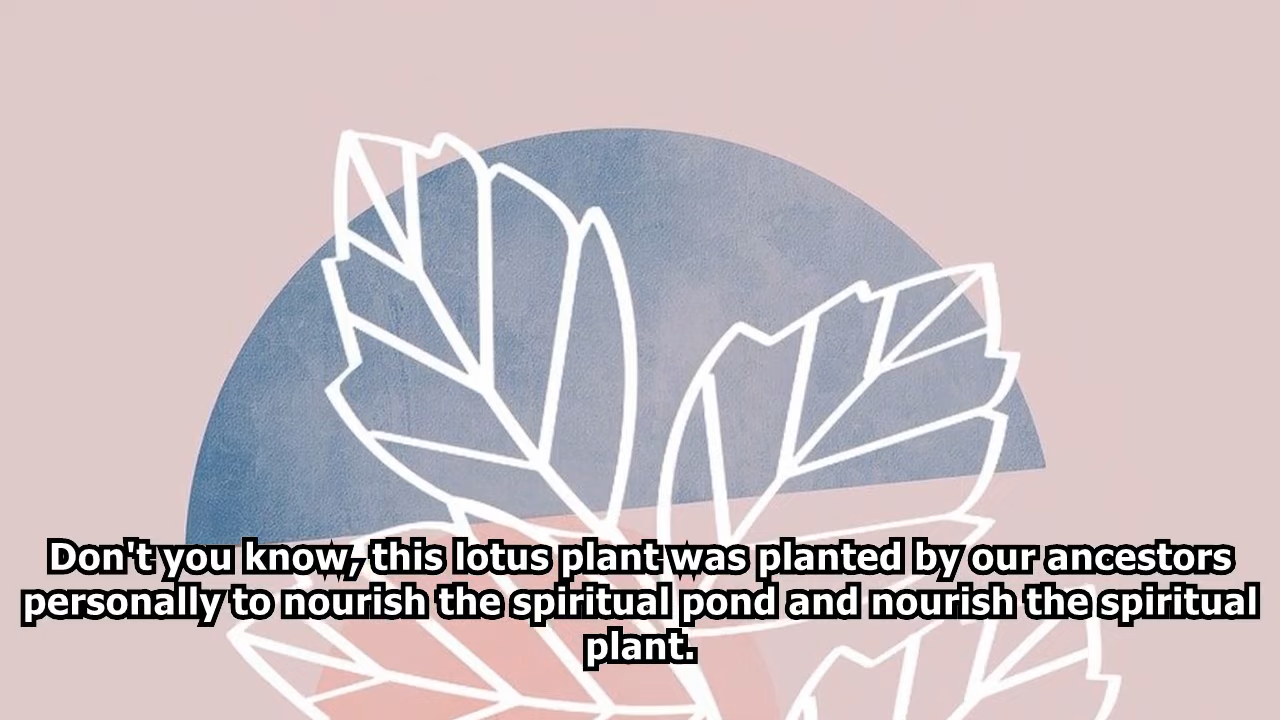 Don't you know, this lotus plant was planted by our ancestors
personally to nourish the spiritual pond and nourish the spiritual
plant.